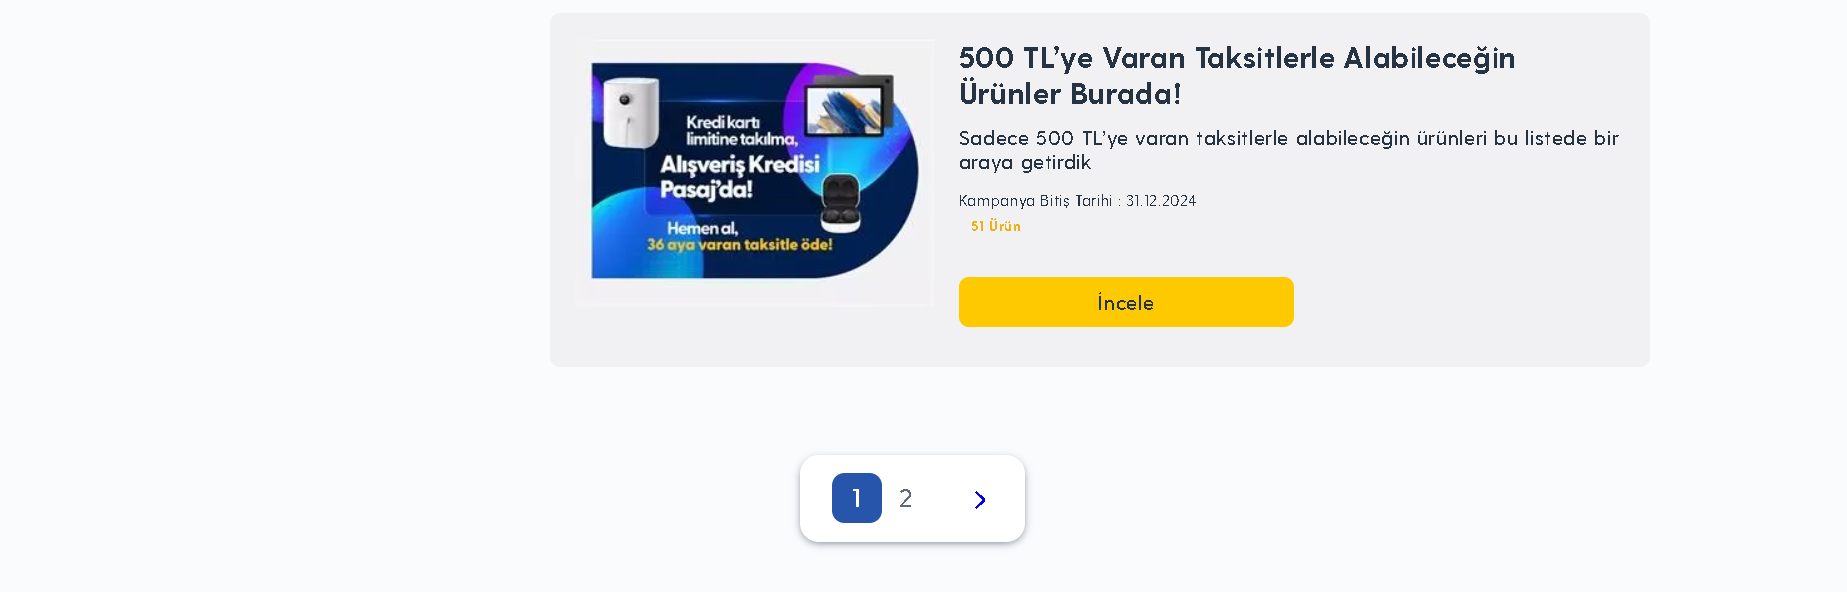 500 TL’ye Varan Taksitlerle Alabileceğin
Ürünler Burada!
Sadece 500 TL’ye varan taksitlerle alabileceğin ürünleri bu listede bir
araya getirdik
Kampanya Bitiş Tarihi : 31.12.2024
51 Ürün
İncele
Kredi kartı
limitine takılma,
Alışveriş Kredisi
Pasaj’da!
Hemen al,
36 aya varan taksitle öde!
1 2